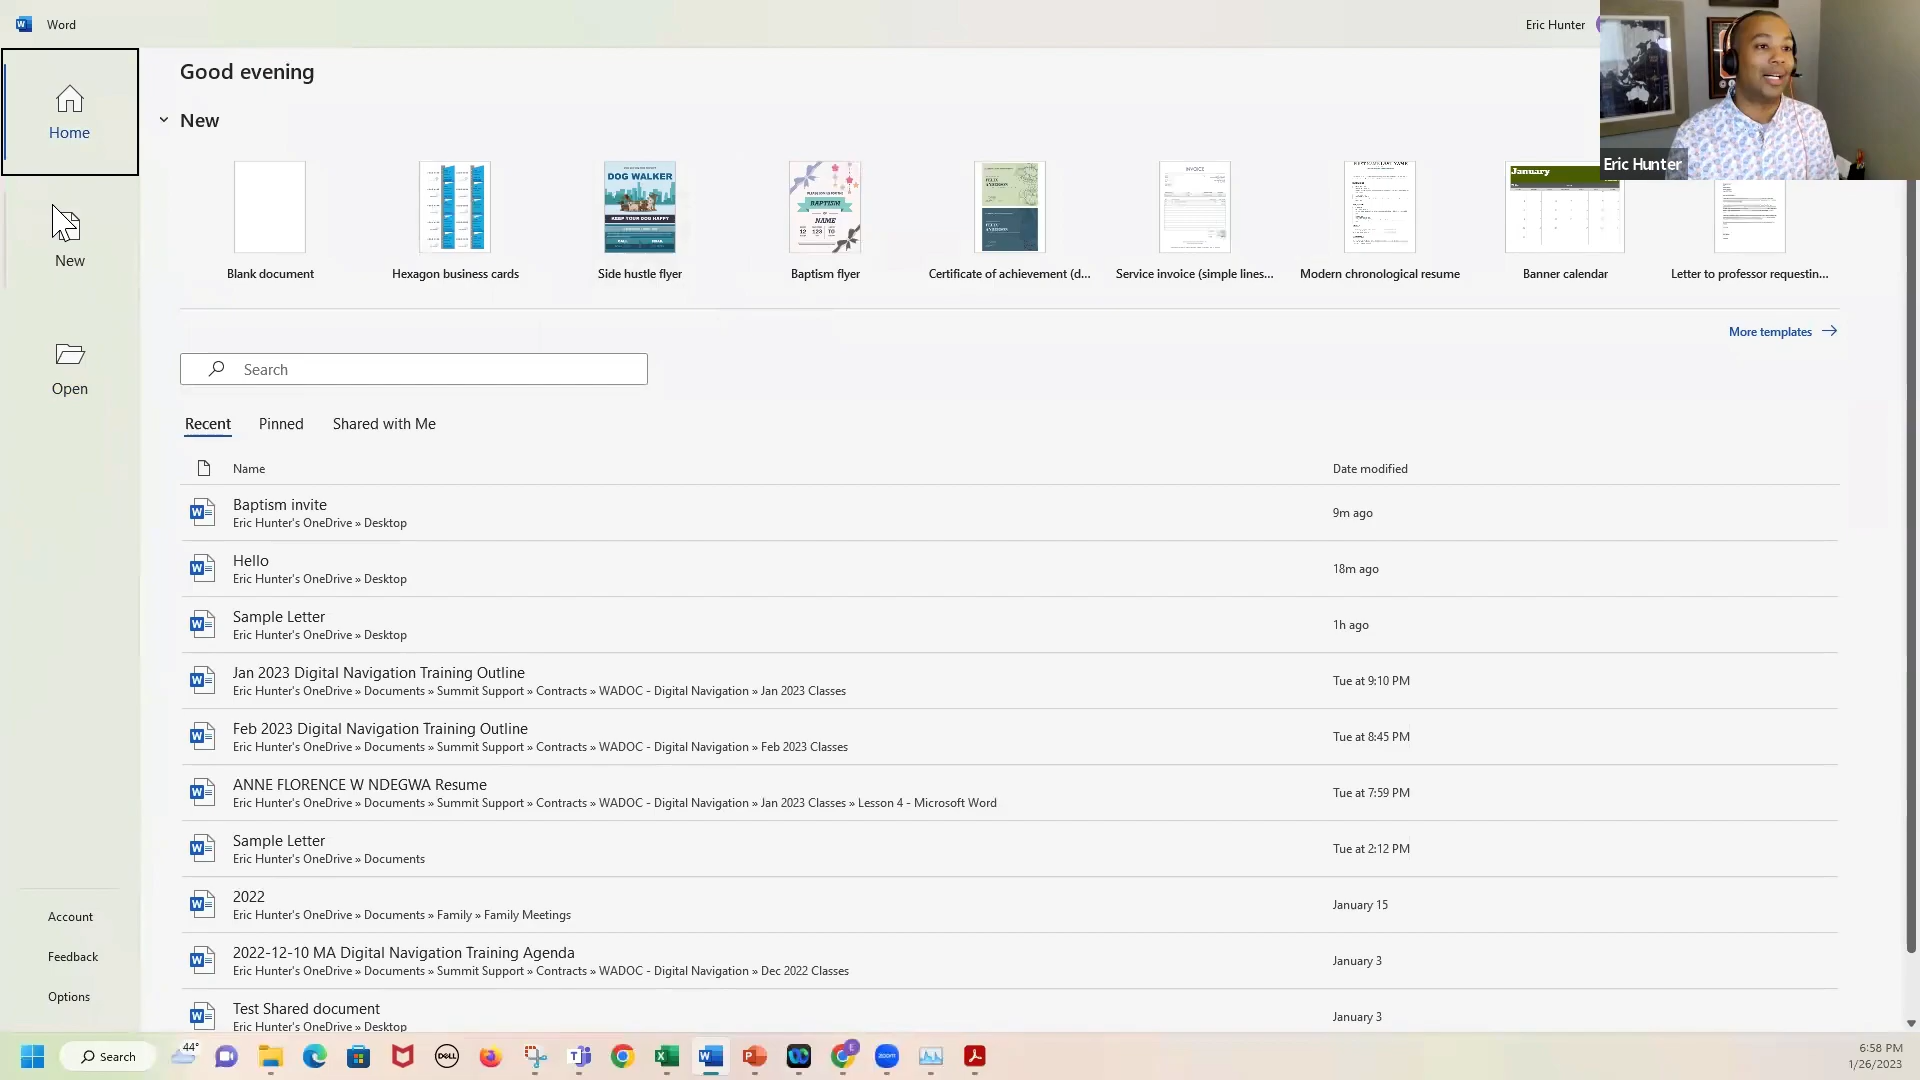 Word
Eric Hunter
Good evening
Home
New
DOG WALKER
KEEP YOUR DOG HAPPY
BAPTISM
NAME
INVOICE
January
Eric Hunter
New
Blank document
Hexagon business cards
Side hustle flyer
Baptism flyer
Certificate of achievement (d...
Service invoice (simple lines...
Modern chronological resume
Banner calendar
Letter to professor requestin...
More templates
Search
Open
Recent Pinned Shared with Me
Name Date modified
Baptism invite
Eric Hunter's OneDrive » Desktop
9m ago
Hello
Eric Hunter's OneDrive » Desktop
18m ago
Sample Letter
Eric Hunter's OneDrive » Desktop
1h ago
Jan 2023 Digital Navigation Training Outline
Eric Hunter's OneDrive » Documents » Summit Support » Contracts » WADOC - Digital Navigation » Jan 2023 Classes
Tue at 9:10 PM
Feb 2023 Digital Navigation Training Outline
Eric Hunter's OneDrive » Documents » Summit Support » Contracts » WADOC - Digital Navigation » Feb 2023 Classes
Tue at 8:45 PM
ANNE FLORENCE W NDEGWA Resume
Eric Hunter's OneDrive » Documents » Summit Support » Contracts » WADOC - Digital Navigation » Jan 2023 Classes » Lesson 4 - Microsoft Word
Tue at 7:59 PM
Sample Letter
Eric Hunter's OneDrive » Documents
Tue at 2:12 PM
2022
Eric Hunter's OneDrive » Documents » Family » Family Meetings
January 15
2022-12-10 MA Digital Navigation Training Agenda
Eric Hunter's OneDrive » Documents » Summit Support » Contracts » WADOC - Digital Navigation » Dec 2022 Classes
January 3
Test Shared document
Eric Hunter's OneDrive » Desktop
January 3
Account
Feedback
Options
Search
44°
DELL
zoom
E
6:58 PM
1/26/2023